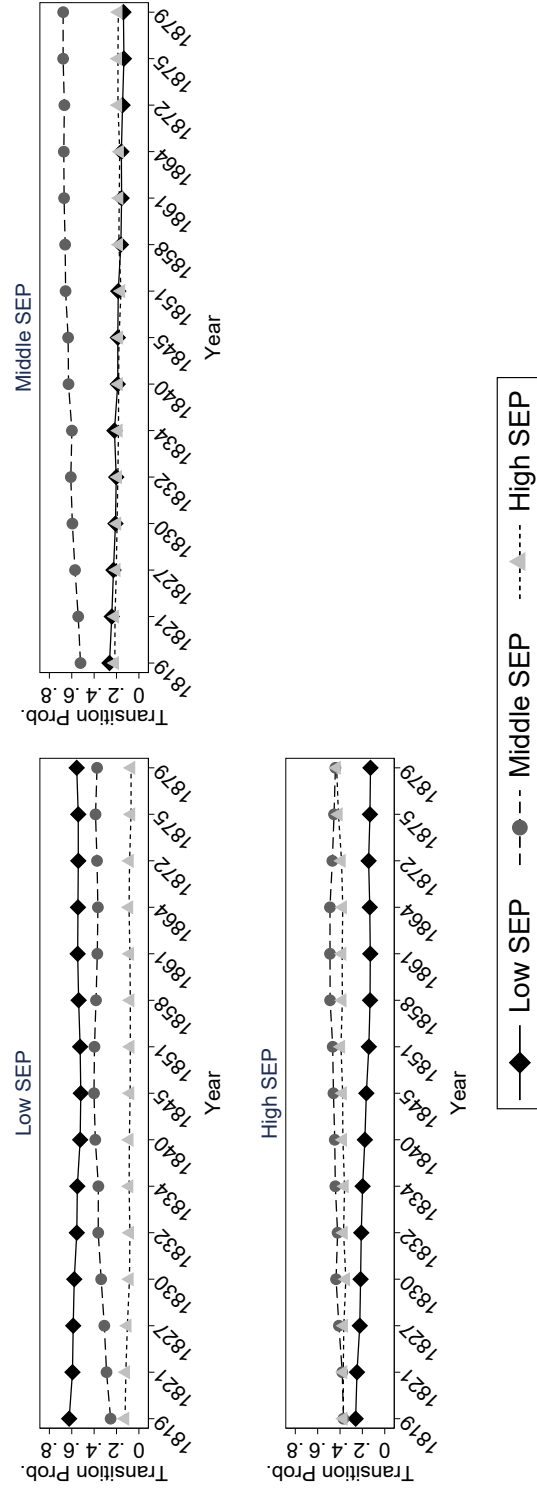 Low SEP
Transition Prob.
0 .2 .4 .6 .8
1819 1821 1827 1830 1832 1834 1840 1845 1851 1858 1861 1864 1872 1875 1879
Year
Middle SEP
Transition Prob.
0 .2 .4 .6 .8
1819 1821 1827 1830 1832 1834 1840 1845 1851 1858 1861 1864 1872 1875 1879
Year
High SEP
Transition Prob.
0 .2 .4 .6 .8
1819 1821 1827 1830 1832 1834 1840 1845 1851 1858 1861 1864 1872 1875 1879
Year
Low SEP Middle SEP High SEP